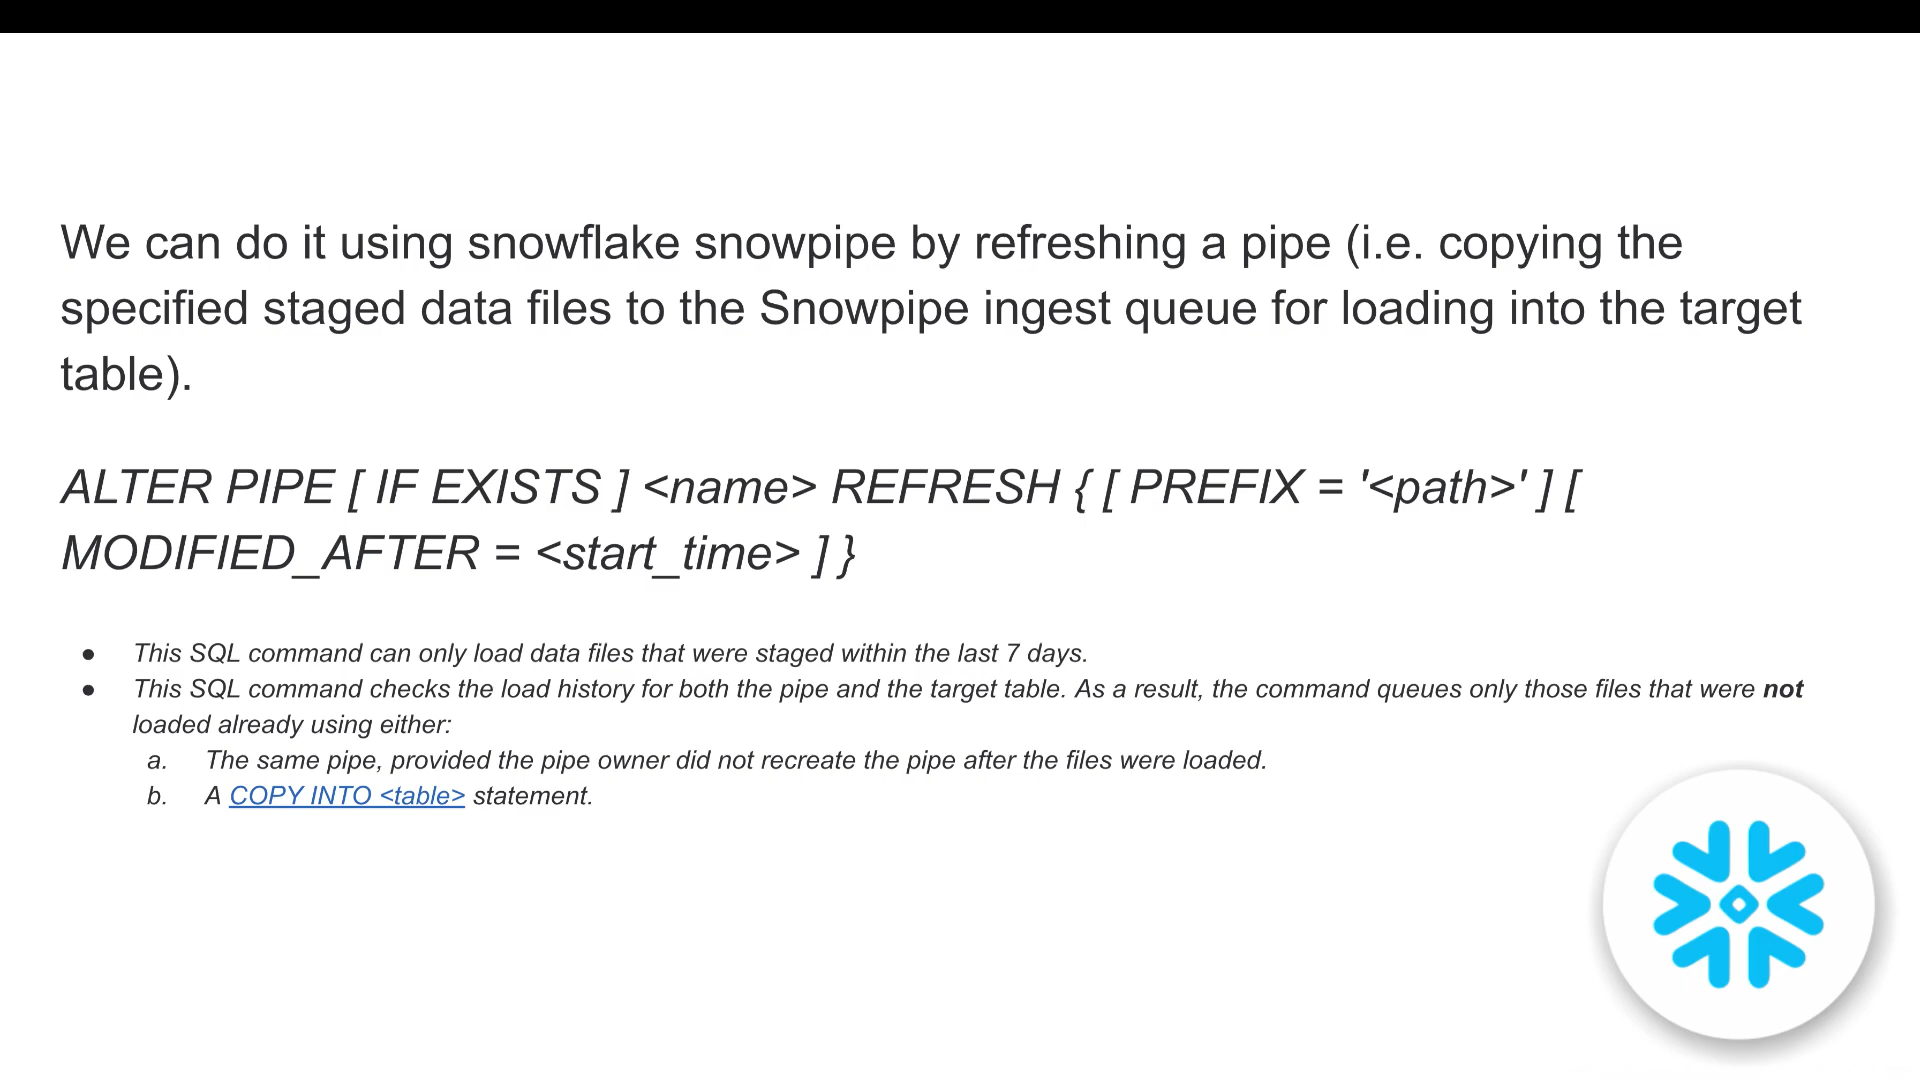 We can do it using snowflake snowpipe by refreshing a pipe (i.e. copying the
specified staged data files to the Snowpipe ingest queue for loading into the target
table).
ALTER PIPE [ IF EXISTS ] <name> REFRESH { [ PREFIX = '<path>' ] [
MODIFIED_AFTER = <start_time> ] }
● This SQL command can only load data files that were staged within the last 7 days.
● This SQL command checks the load history for both the pipe and the target table. As a result, the command queues only those files that were not
loaded already using either:
a. The same pipe, provided the pipe owner did not recreate the pipe after the files were loaded.
b. A COPY INTO <table> statement.